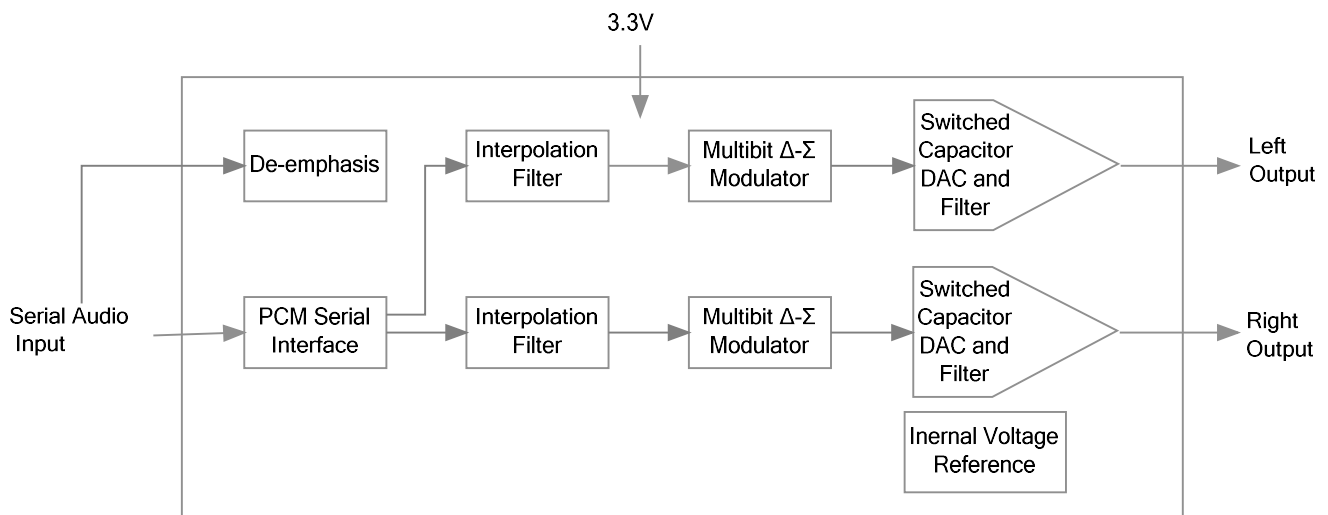 3.3V
De-emphasis
Interpolation
Filter
Multibit Δ-Σ
Modulator
Switched
Capacitor
DAC and
Filter
Left
Output
Serial Audio
Input
PCM Serial
Interface
Interpolation
Filter
Multibit Δ-Σ
Modulator
Switched
Capacitor
DAC and
Filter
Right
Output
Inernal Voltage
Reference